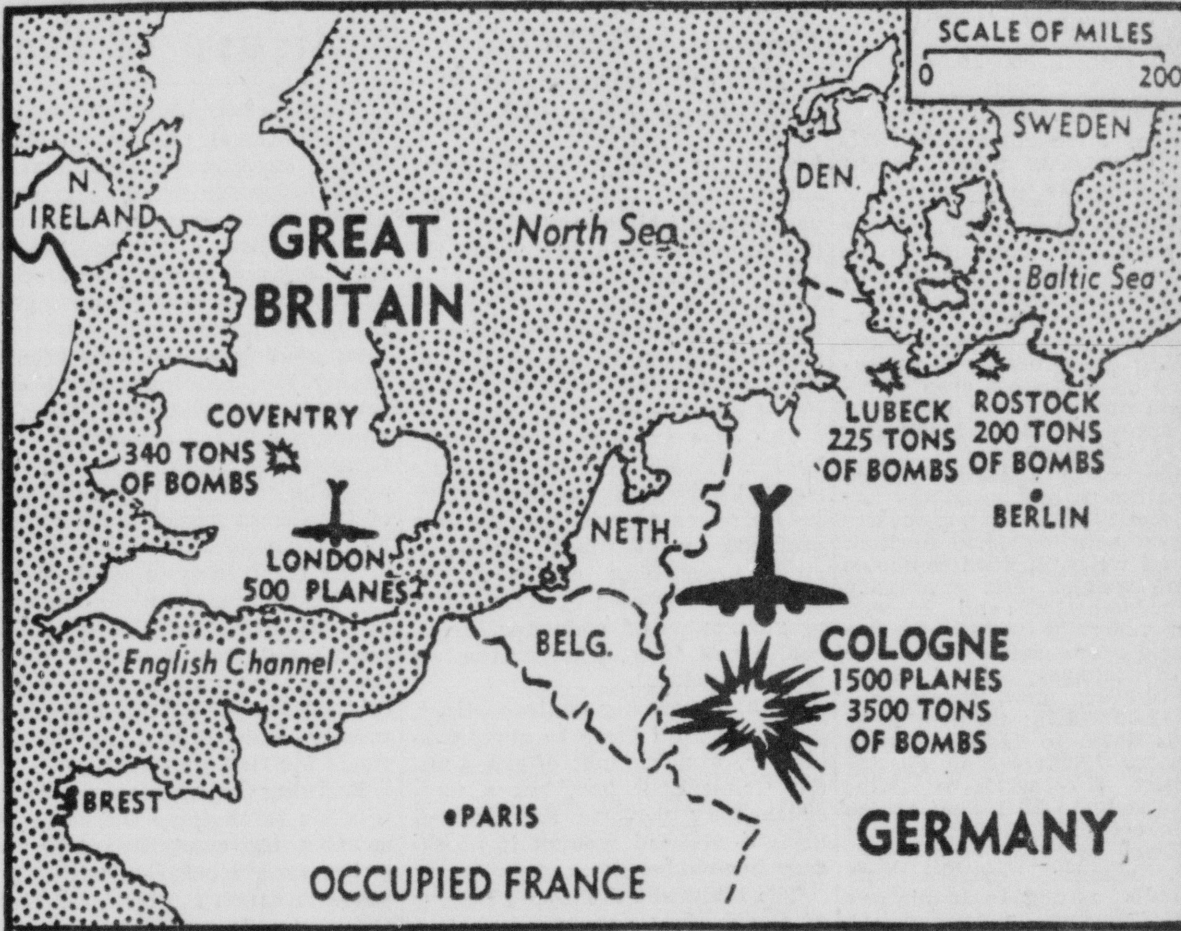 SCALE OF MILES
0 200
SWEDEN
DEN.
N.
IRELAND
GREAT
BRITAIN
North Sea
Baltic Sea
COVENTRY
340 TONS
OF BOMBS
LUBECK
225 TONS
OF BOMBS
ROSTOCK
200 TONS
OF BOMBS
BERLIN
NETH.
LONDON
500 PLANES
BELG.
English Channel
COLOGNE
1500 PLANES
3500 TONS
OF BOMBS
BREST
PARIS
GERMANY
OCCUPIED FRANCE